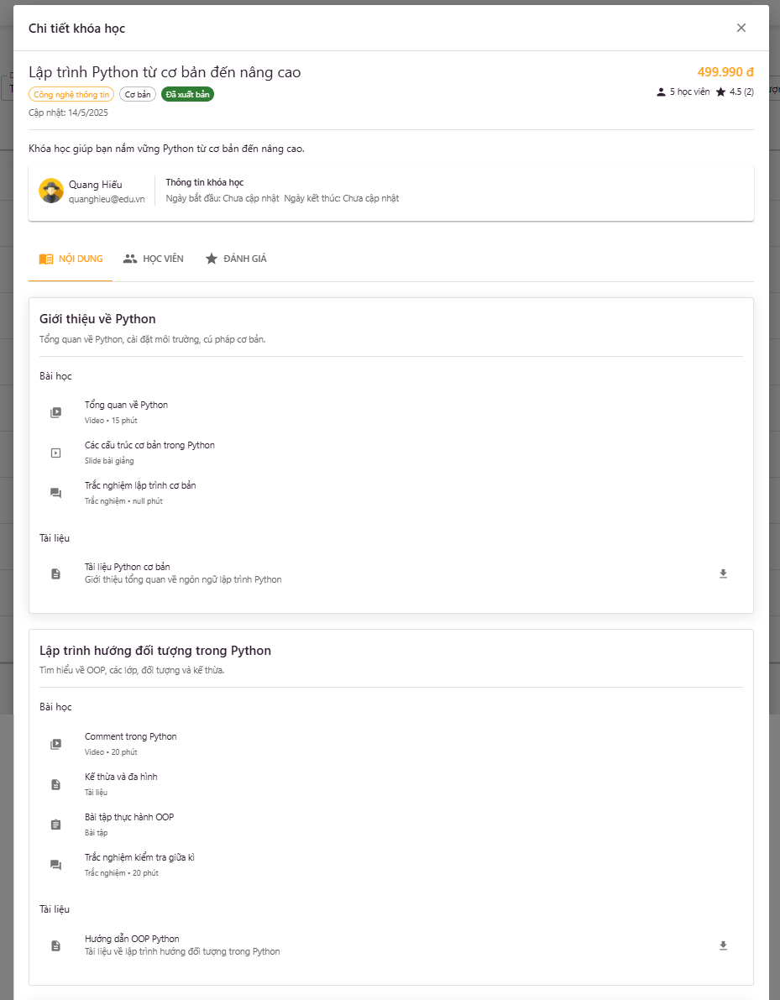 Chi tiết khóa học
Lập trình Python từ cơ bản đến nâng cao
499.990 đ
Công nghệ thông tin
Cơ bản
Đã xuất bản
5 học viên
4.5 (2)
Cập nhật: 14/5/2025
Khóa học giúp bạn nắm vững Python từ cơ bản đến nâng cao.
Quang Hiếu
quanghieu@edu.vn
Thông tin khóa học
Ngày bắt đầu: Chưa cập nhật Ngày kết thúc: Chưa cập nhật
NỘI DUNG
HỌC VIÊN
ĐÁNH GIÁ
Giới thiệu về Python
Tổng quan về Python, cài đặt môi trường, cú pháp cơ bản.
Bài học
Tổng quan về Python
Video • 15 phút
Các cấu trúc cơ bản trong Python
Slide bài giảng
Trắc nghiệm lập trình cơ bản
Trắc nghiệm • null phút
Tài liệu
Tài liệu Python cơ bản
Giới thiệu tổng quan về ngôn ngữ lập trình Python
Lập trình hướng đối tượng trong Python
Tìm hiểu về OOP, các lớp, đối tượng và kế thừa.
Bài học
Comment trong Python
Video • 20 phút
Kế thừa và đa hình
Tài liệu
Bài tập thực hành OOP
Bài tập
Trắc nghiệm kiểm tra giữa kì
Trắc nghiệm • 20 phút
Tài liệu
Hướng dẫn OOP Python
Tài liệu về lập trình hướng đối tượng trong Python